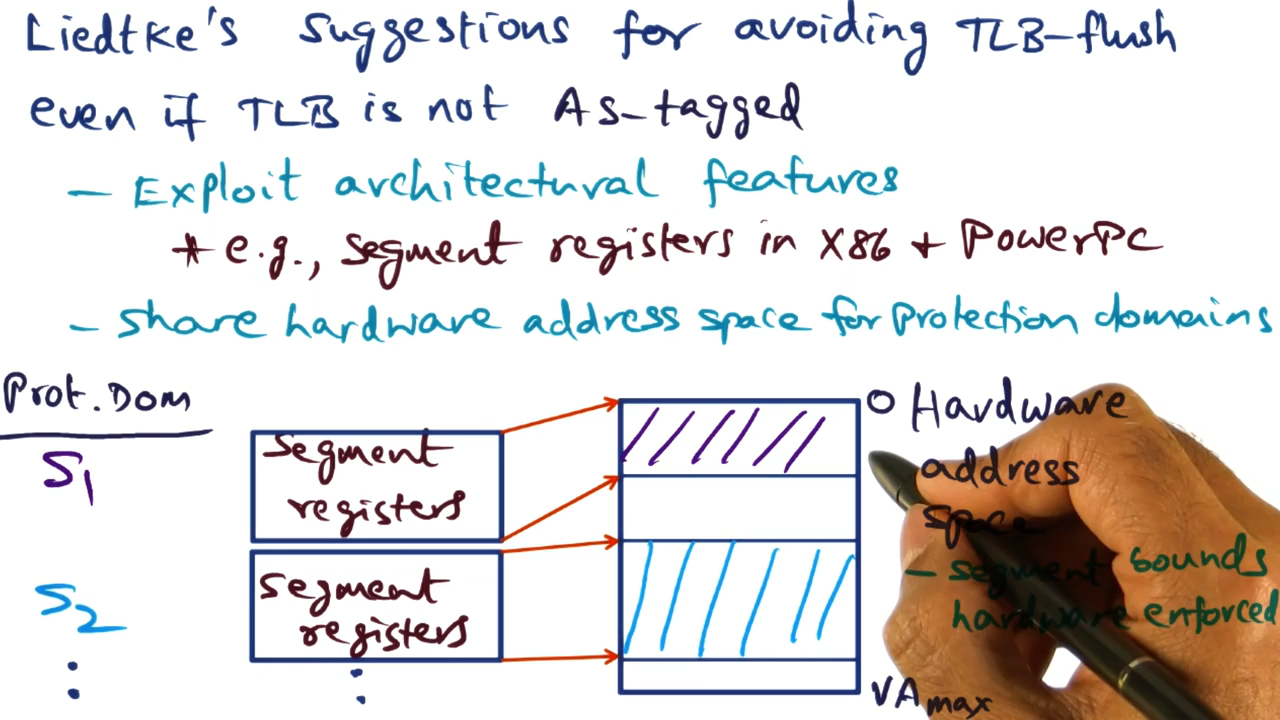 Liedtke's suggestions for avoiding TLB-flush
even if TLB is not AS-tagged
- Exploit architectural features
* e.g., segment registers in x86 + PowerPC
- share hardware address space for protection domains
Prot. Dom
S1
segment
registers
S2
segment
registers
0 Hardware
address
space
- segment bounds
hardware enforced
VAmax